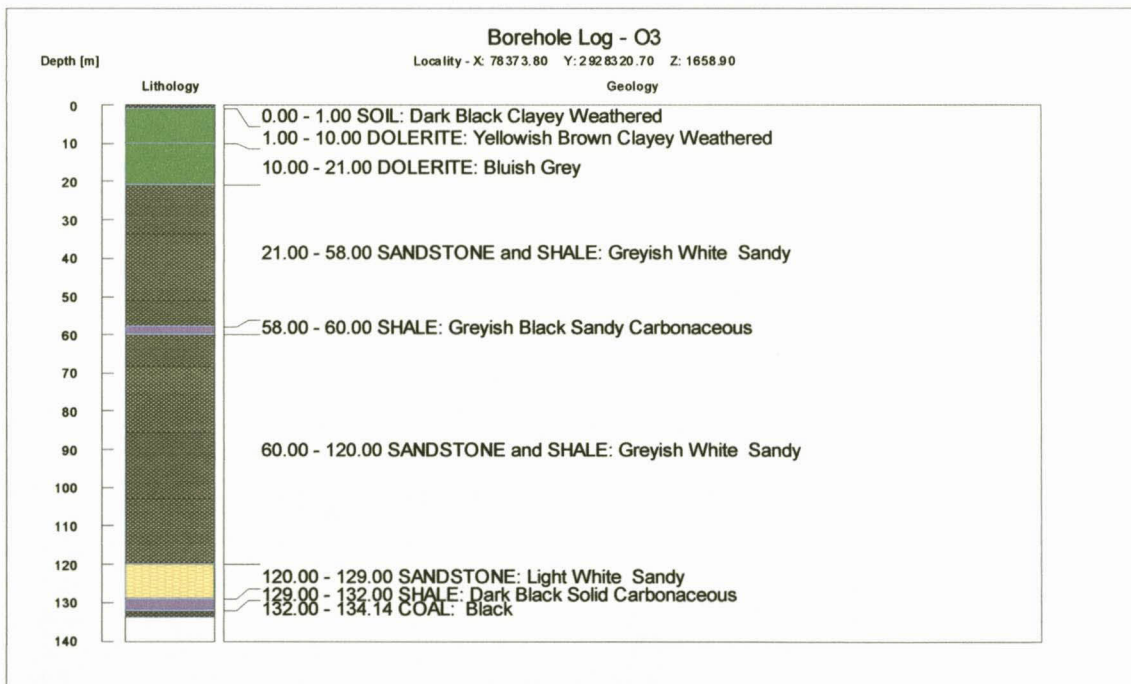 Borehole Log - O3
Depth [m]
Locality - X: 78373.80 Y: 2928320.70 Z: 1658.90
Lithology
Geology
0
10
20
30
40
50
60
70
80
90
100
110
120
130
140
0.00 - 1.00 SOIL: Dark Black Clayey Weathered
1.00 - 10.00 DOLERITE: Yellowish Brown Clayey Weathered
10.00 - 21.00 DOLERITE: Bluish Grey
21.00 - 58.00 SANDSTONE and SHALE: Greyish White Sandy
58.00 - 60.00 SHALE: Greyish Black Sandy Carbonaceous
60.00 - 120.00 SANDSTONE and SHALE: Greyish White Sandy
120.00 - 129.00 SANDSTONE: Light White Sandy
129.00 - 132.00 SHALE: Dark Black Solid Carbonaceous
132.00 - 134.14 COAL: Black